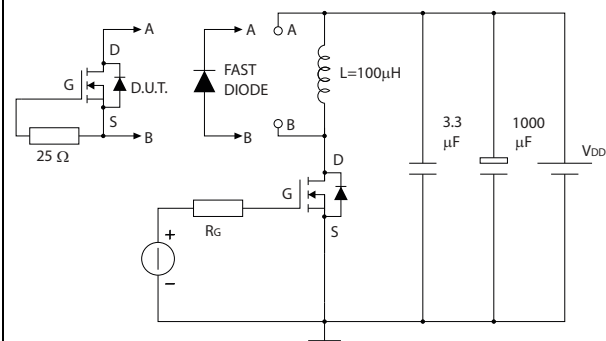 A
D
G
D.U.T.
S
B
25 Ω
A
FAST
DIODE
B
A
L=100μH
B
D
G
S
RG
+
–
3.3
μF
1000
μF
VDD